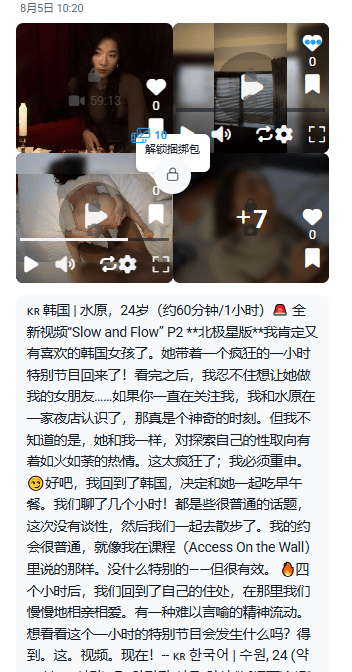 8月5日 10:20
0
0
59:13
10
解锁捆绑包
0
+7
0
KR 韩国 | 水原，24岁（约60分钟/1小时）🚨 全
新视频“Slow and Flow” P2 **北极星版**我肯定又
有喜欢的韩国女孩了。她带着一个疯狂的一小时
特别节目回来了！看完之后，我忍不住想让她做
我的女朋友……如果你一直在关注我，我和水原在
一家夜店认识了，那真是个神奇的时刻。但我不
知道的是，她和我一样，对探索自己的性取向有
着如火如荼的热情。这太疯狂了；我必须重申。
😏好吧，我回到了韩国，决定和她一起吃早午
餐。我们聊了几个小时！都是些很普通的话题，
这次没有谈性，然后我们一起去散步了。我的约
会很普通，就像我在课程（Access On the Wall）
里说的那样。没什么特别的——但很有效。🔥四
个小时后，我们回到了自己的住处，在那里我们
慢慢地相亲相爱。有一种难以言喻的精神流动。
想看看这个一小时的特别节目会发生什么吗？得
到。这。视频。现在！-- KR 한국어 | 수원, 24 (약